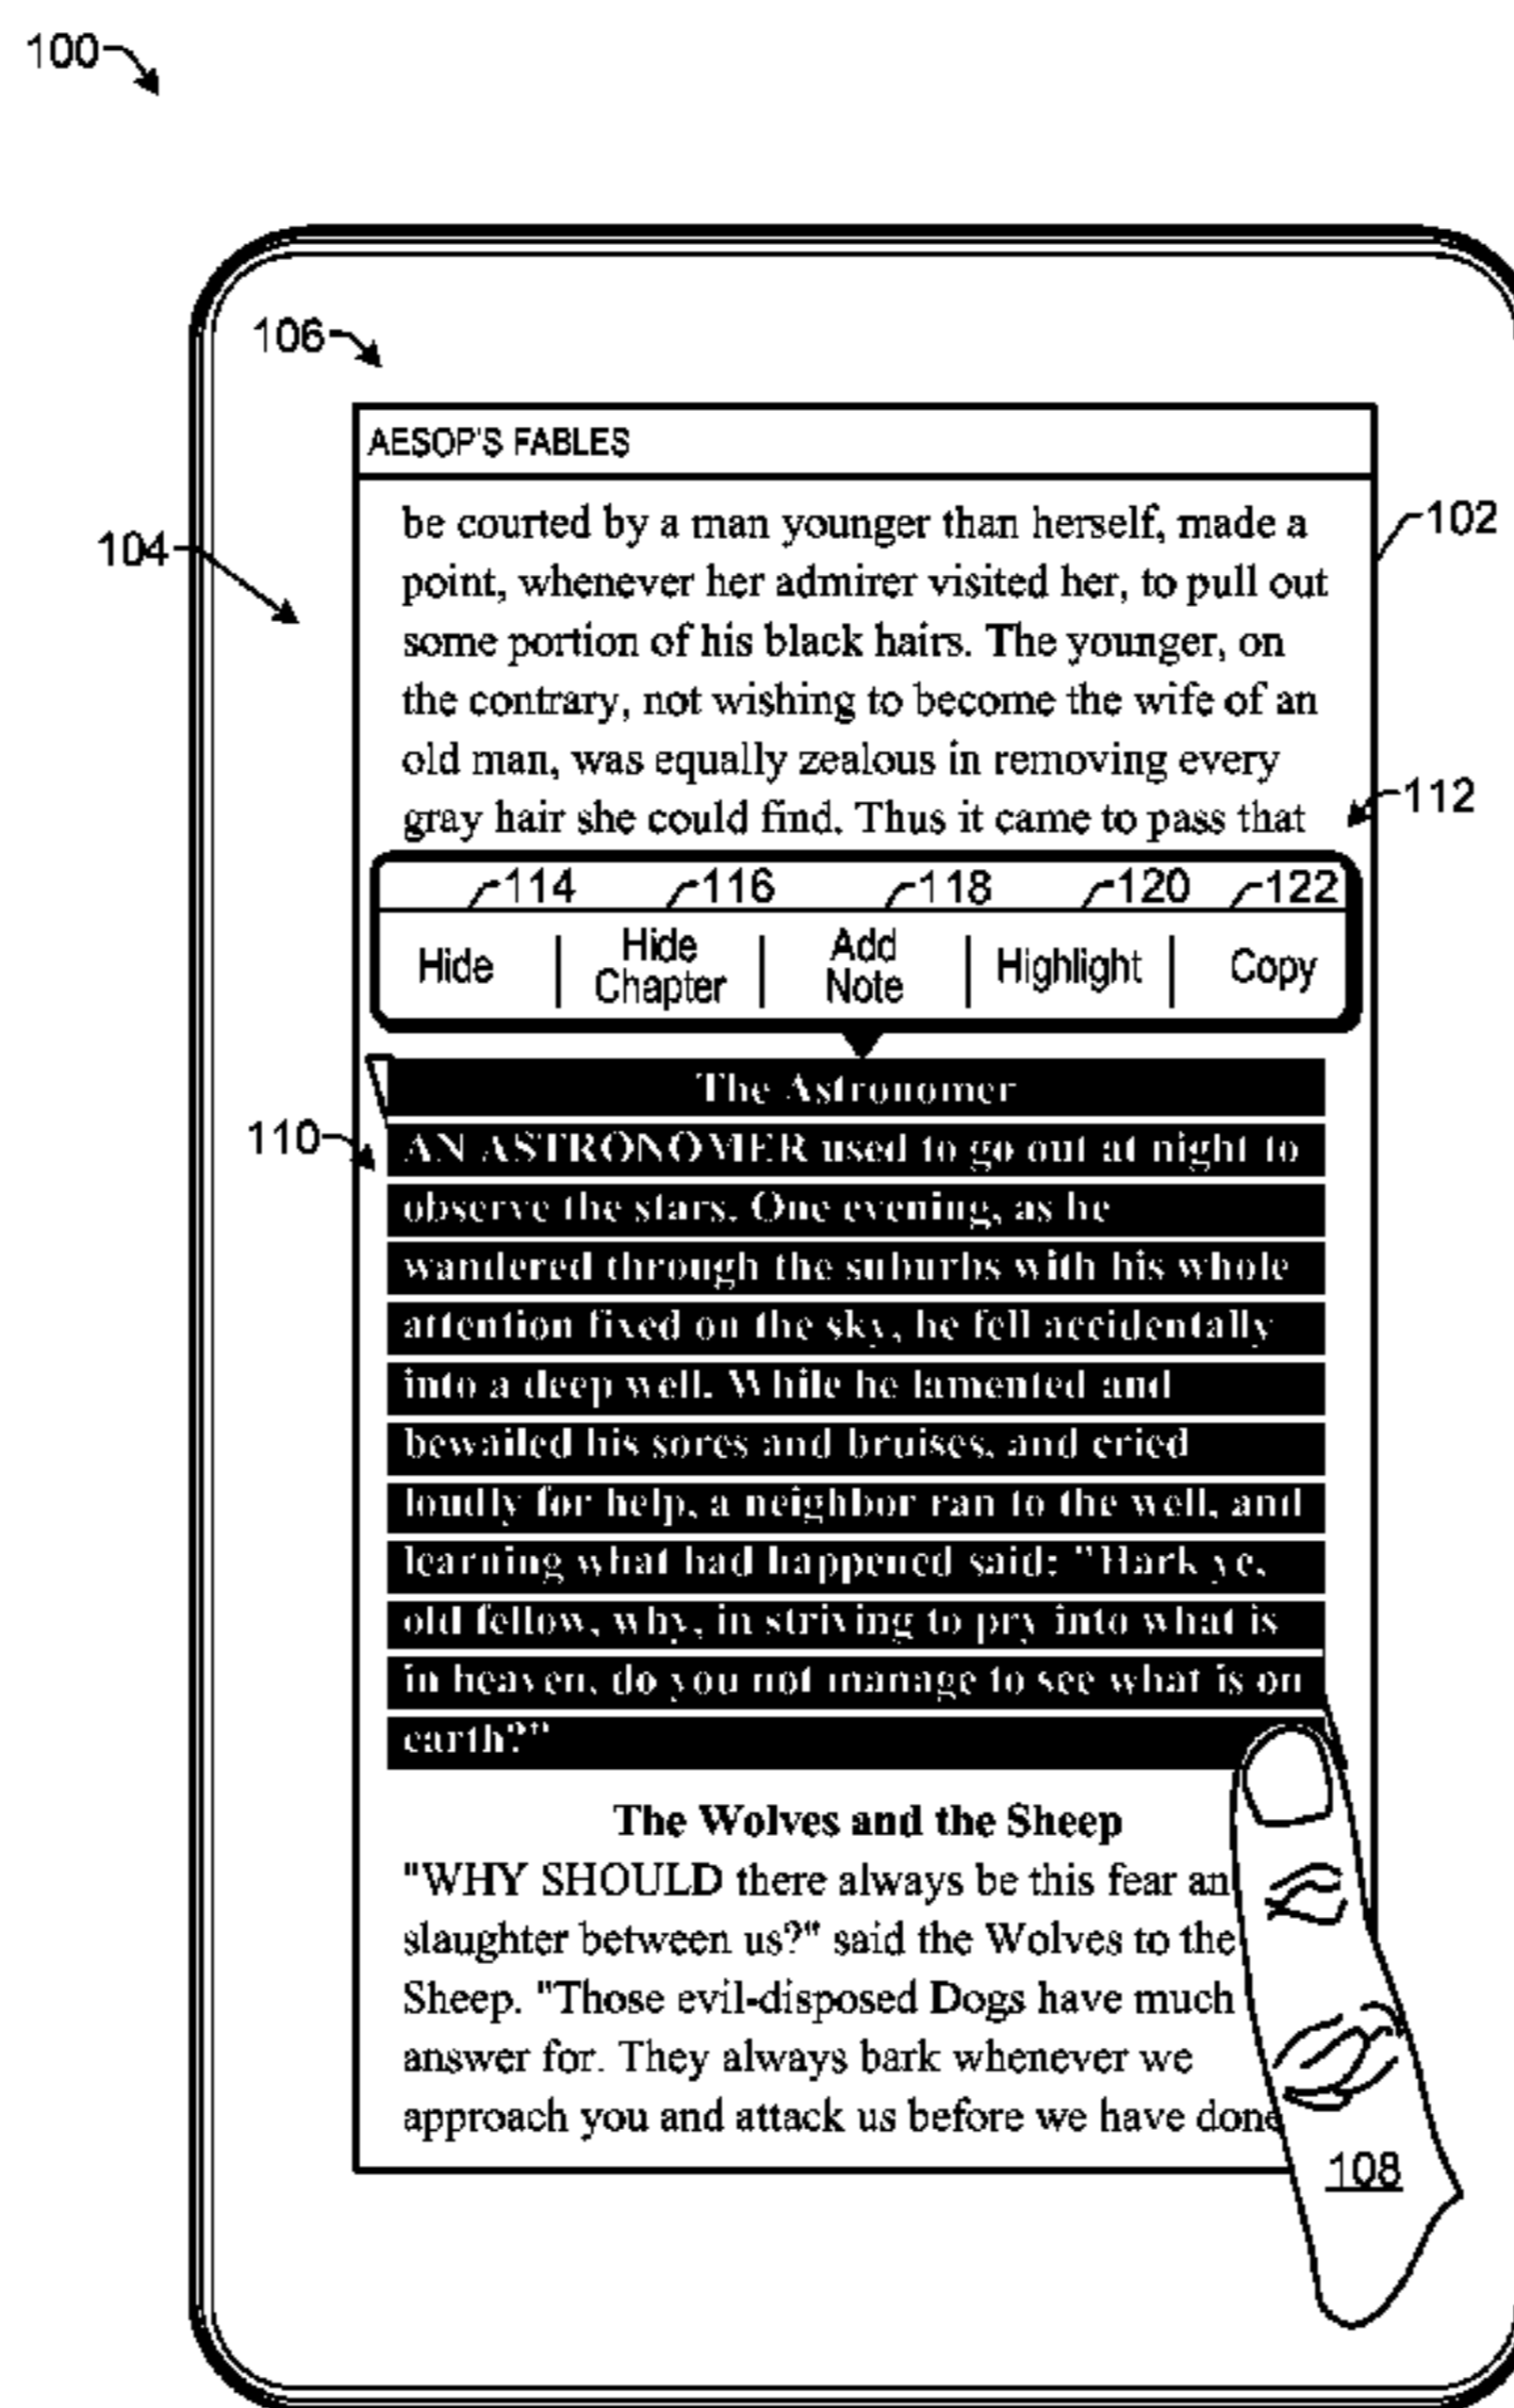 100
106
AESOP'S FABLES
104
102
be courted by a man younger than herself, made a
point, whenever her admirer visited her, to pull out
some portion of his black hairs. The younger, on
the contrary, not wishing to become the wife of an
old man, was equally zealous in removing every
gray hair she could find. Thus it came to pass that
112
114 116 118 120 122
Hide | Hide Chapter | Add Note | Highlight | Copy
The Astronomer
110
AN ASTRONOMER used to go out at night to
observe the stars. One evening, as he
wandered through the suburbs with his whole
attention fixed on the sky, he fell accidentally
into a deep well. While he lamented and
bewailed his sores and bruises, and cried
loudly for help, a neighbor ran to the well, and
learning what had happened said: "Hark ye,
old fellow, why, in striving to pry into what is
in heaven, do you not manage to see what is on
earth?"
The Wolves and the Sheep
"WHY SHOULD there always be this fear an
slaughter between us?" said the Wolves to the
Sheep. "Those evil-disposed Dogs have much
answer for. They always bark whenever we
approach you and attack us before we have done
108